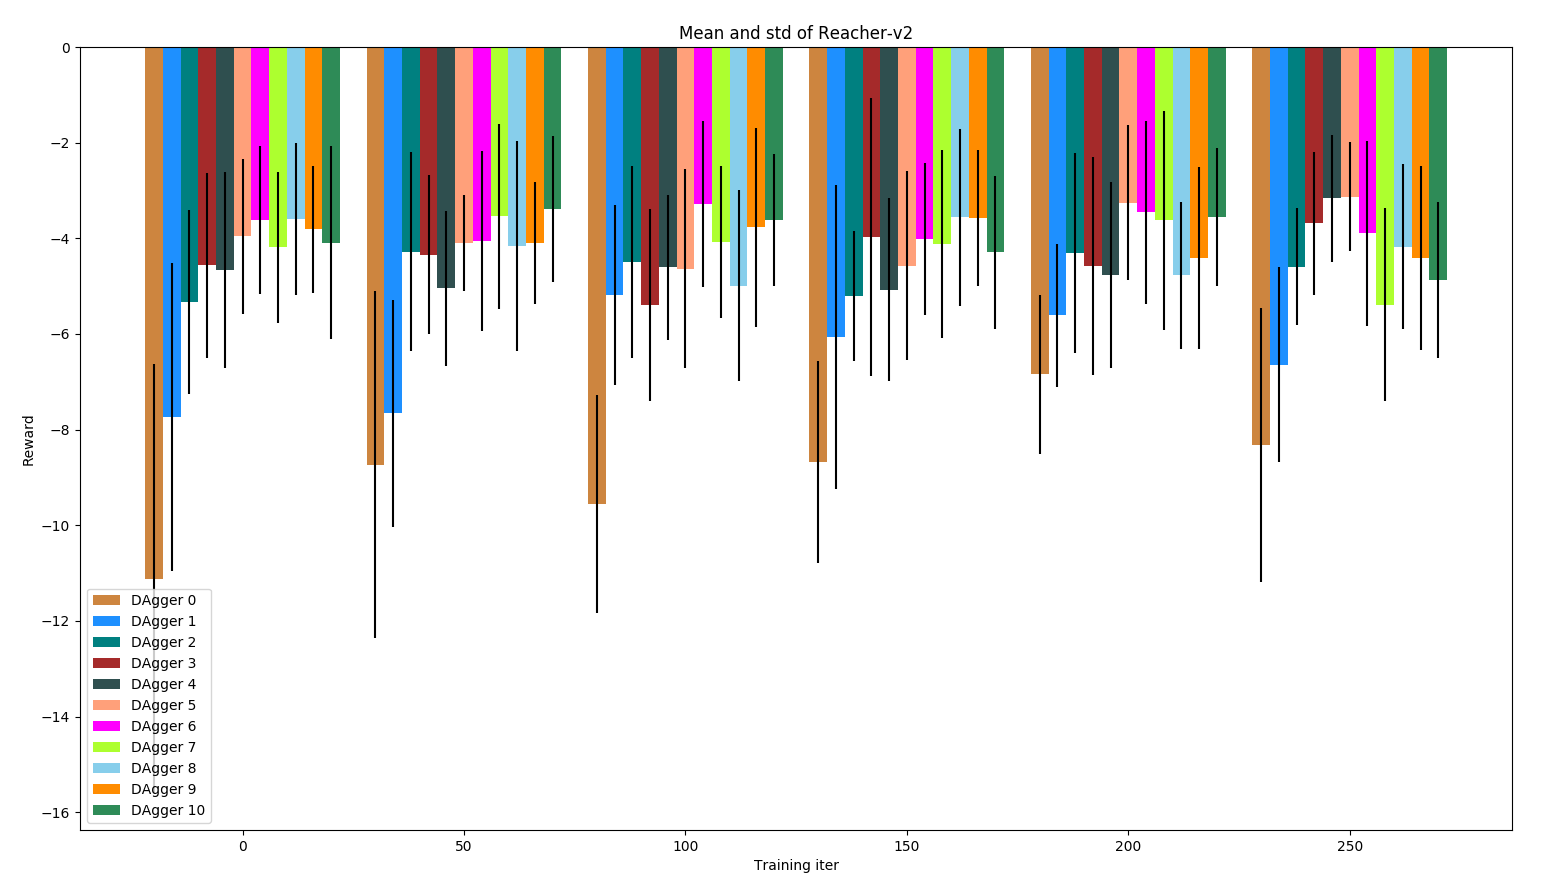 Mean and std of Reacher-v2
Reward
0
−2
−4
−6
−8
−10
−12
−14
−16
DAgger 0
DAgger 1
DAgger 2
DAgger 3
DAgger 4
DAgger 5
DAgger 6
DAgger 7
DAgger 8
DAgger 9
DAgger 10
0 50 100 150 200 250
Training iter